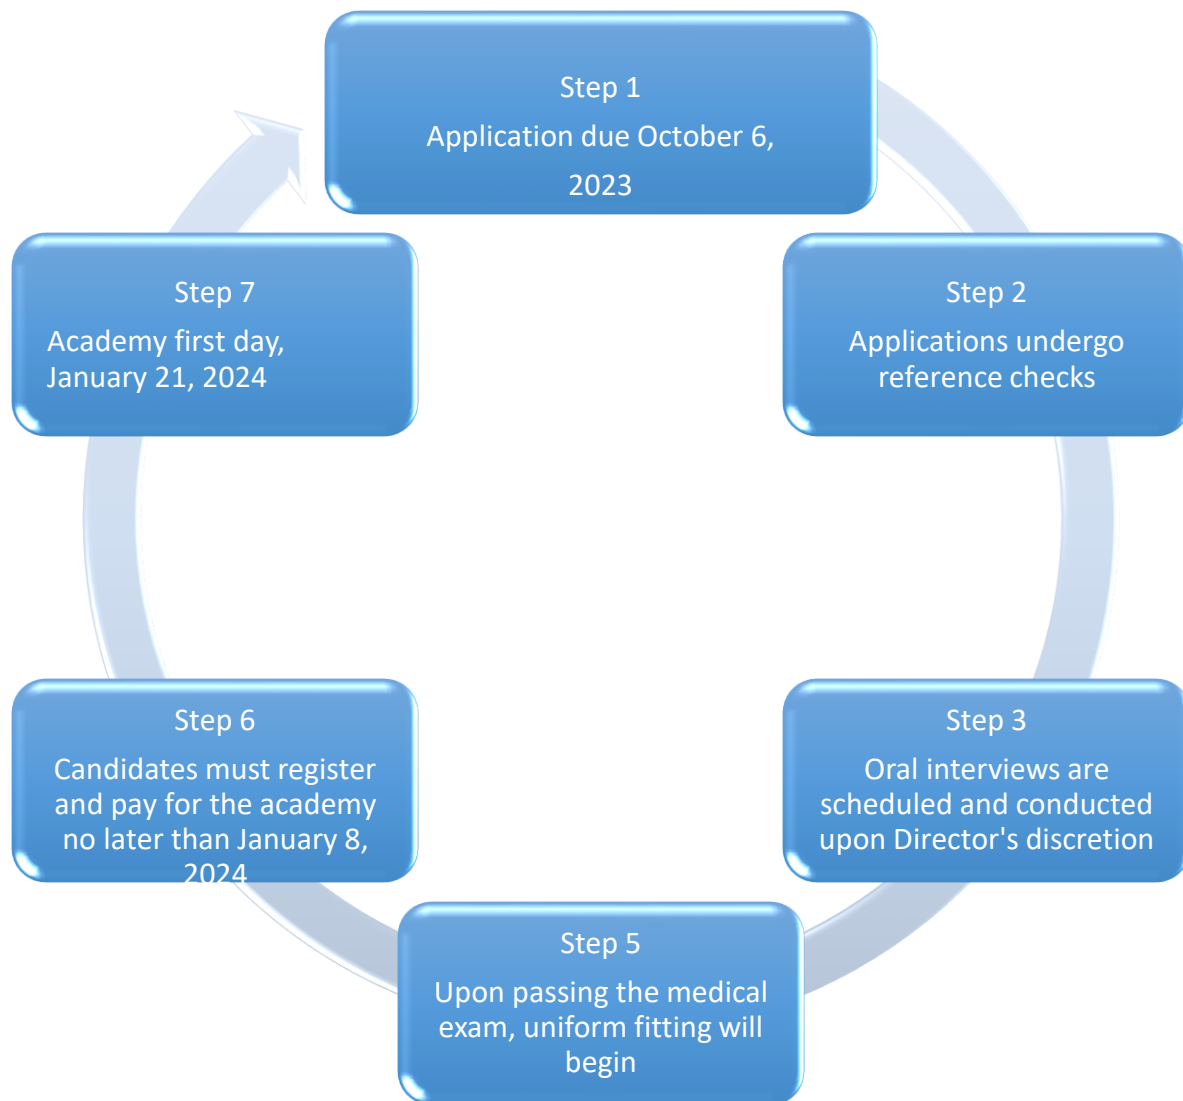 Step 1
Application due October 6,
2023
Step 2
Applications undergo
reference checks
Step 3
Oral interviews are
scheduled and conducted
upon Director's discretion
Step 5
Upon passing the medical
exam, uniform fitting will
begin
Step 6
Candidates must register
and pay for the academy
no later than January 8,
2024
Step 7
Academy first day,
January 21, 2024